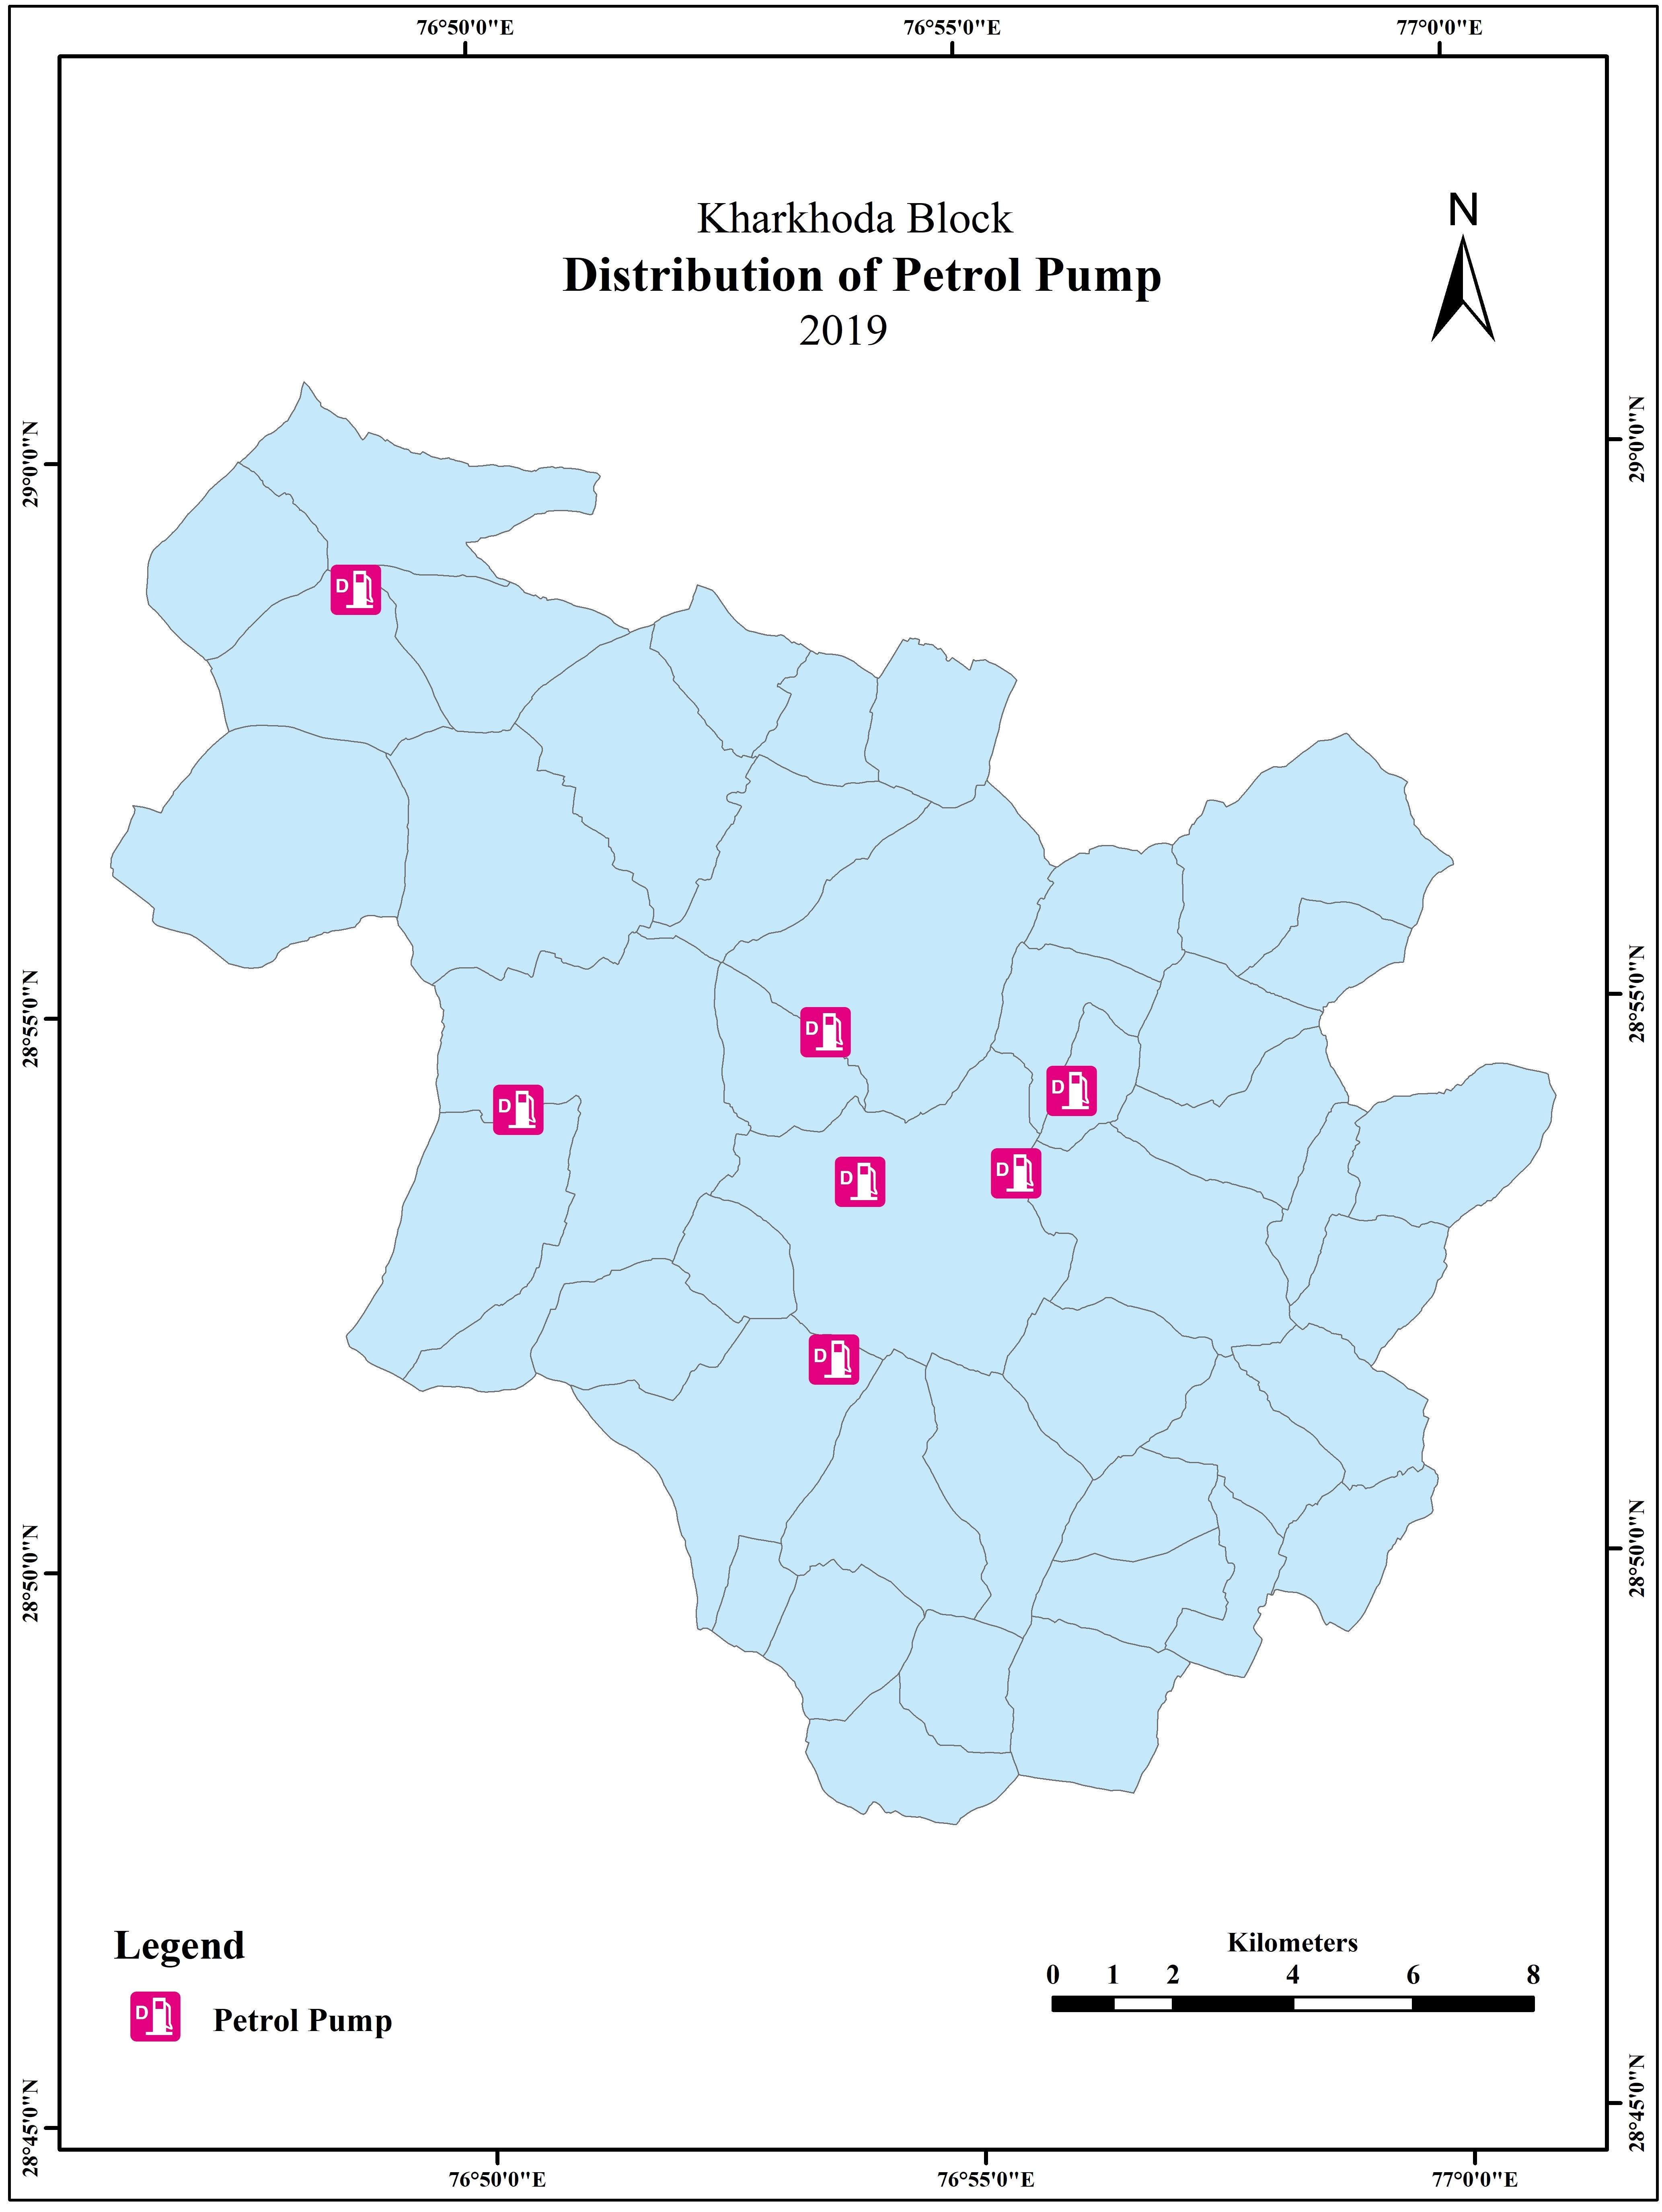 76°50'0"E 76°55'0"E 77°0'0"E
Kharkhoda Block
Distribution of Petrol Pump
2019
N
29°0'0"N 29°0'0"N
D
28°55'0"N 28°55'0"N
D
D
D
D
D
D
28°50'0"N 28°50'0"N
Legend
D Petrol Pump
Kilometers
0 1 2 4 6 8
28°45'0"N 28°45'0"N
76°50'0"E 76°55'0"E 77°0'0"E